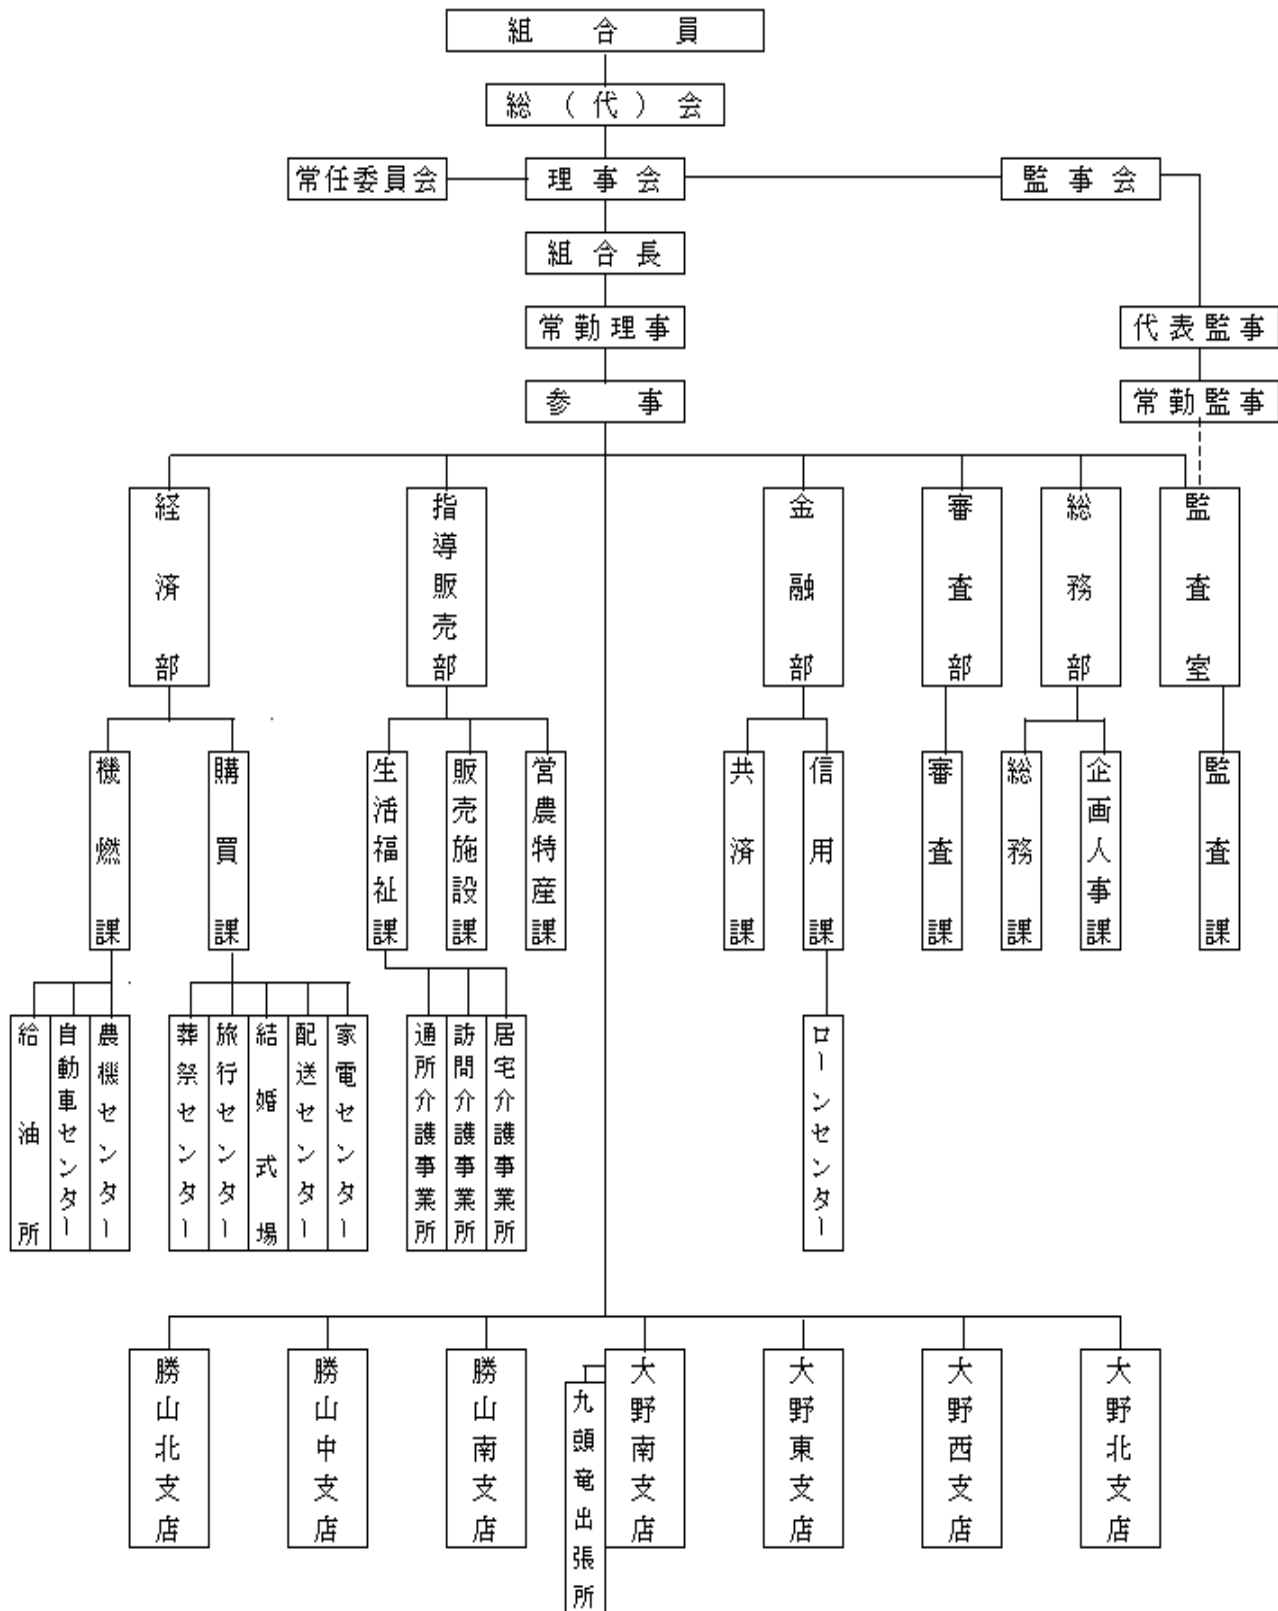 組合員
総（代）会
常任委員会
理事会
監事会
組合長
常勤理事
代表監事
参事
常勤監事
経済部
指導販売部
金融部
審査部
総務部
監査室
機燃課
購買課
生活福祉課
販売施設課
営農特産課
共済課
信用課
審査課
総務課
企画人事課
監査課
給油所
自動車センター
農機センター
葬祭センター
旅行センター
結婚式場
配送センター
家電センター
通所介護事業所
訪問介護事業所
居宅介護事業所
ローンセンター
勝山北支店
勝山中支店
勝山南支店
九頭竜出張所
大野南支店
大野東支店
大野西支店
大野北支店